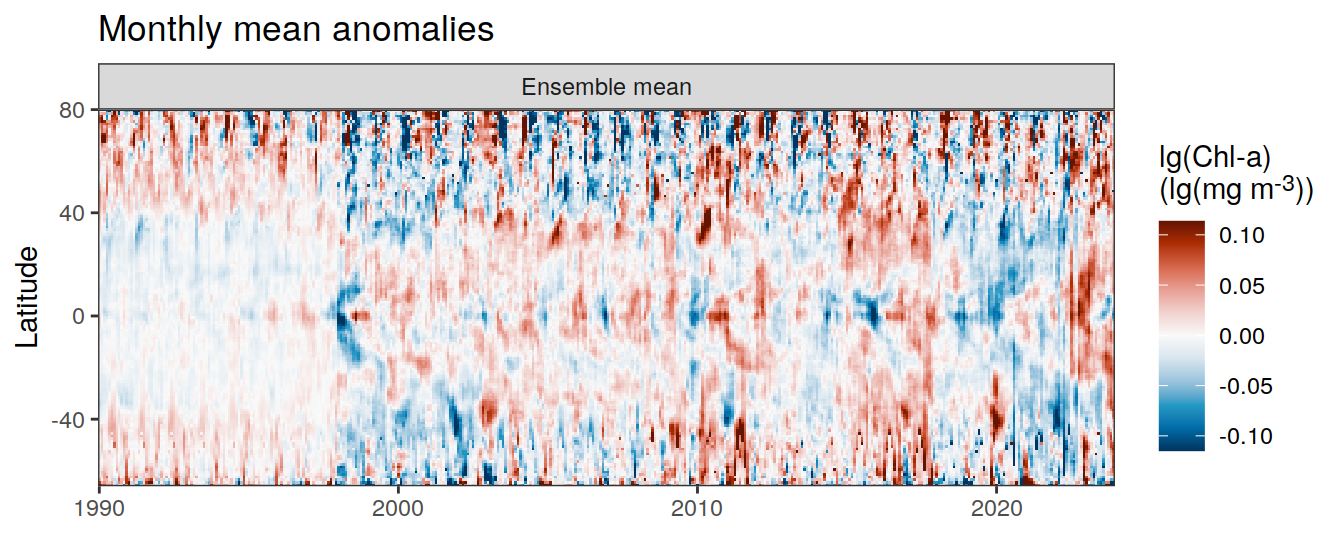 Monthly mean anomalies
Ensemble mean
Latitude
80
40
0
-40
1990
2000
2010
2020
lg(Chl-a)
(lg(mg m⁻³))
0.10
0.05
0.00
-0.05
-0.10